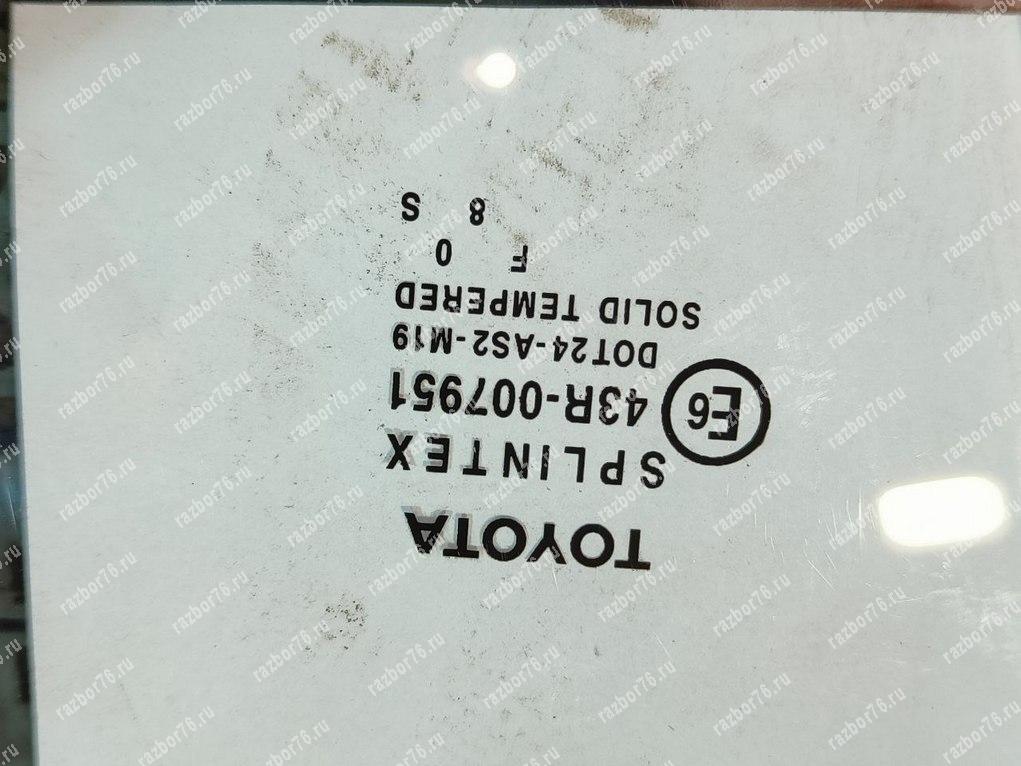 TOYOTA
SPLINTEX
E6 43R-007951
DOT24-AS2-M19
SOLID TEMPERED
F 0
8 S
razbor76.ru